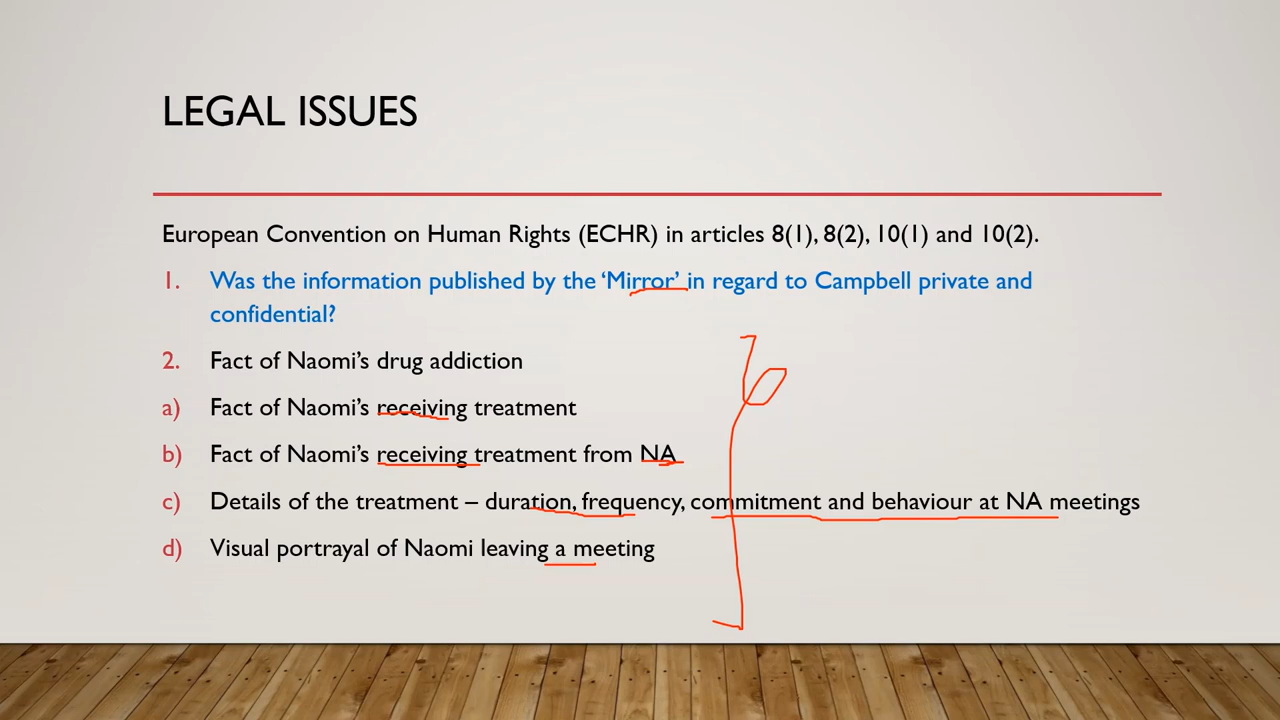 LEGAL ISSUES
European Convention on Human Rights (ECHR) in articles 8(1), 8(2), 10(1) and 10(2).
1. Was the information published by the ‘Mirror’ in regard to Campbell private and
confidential?
2. Fact of Naomi’s drug addiction
a) Fact of Naomi’s receiving treatment
b) Fact of Naomi’s receiving treatment from NA
c) Details of the treatment – duration, frequency, commitment and behaviour at NA meetings
d) Visual portrayal of Naomi leaving a meeting